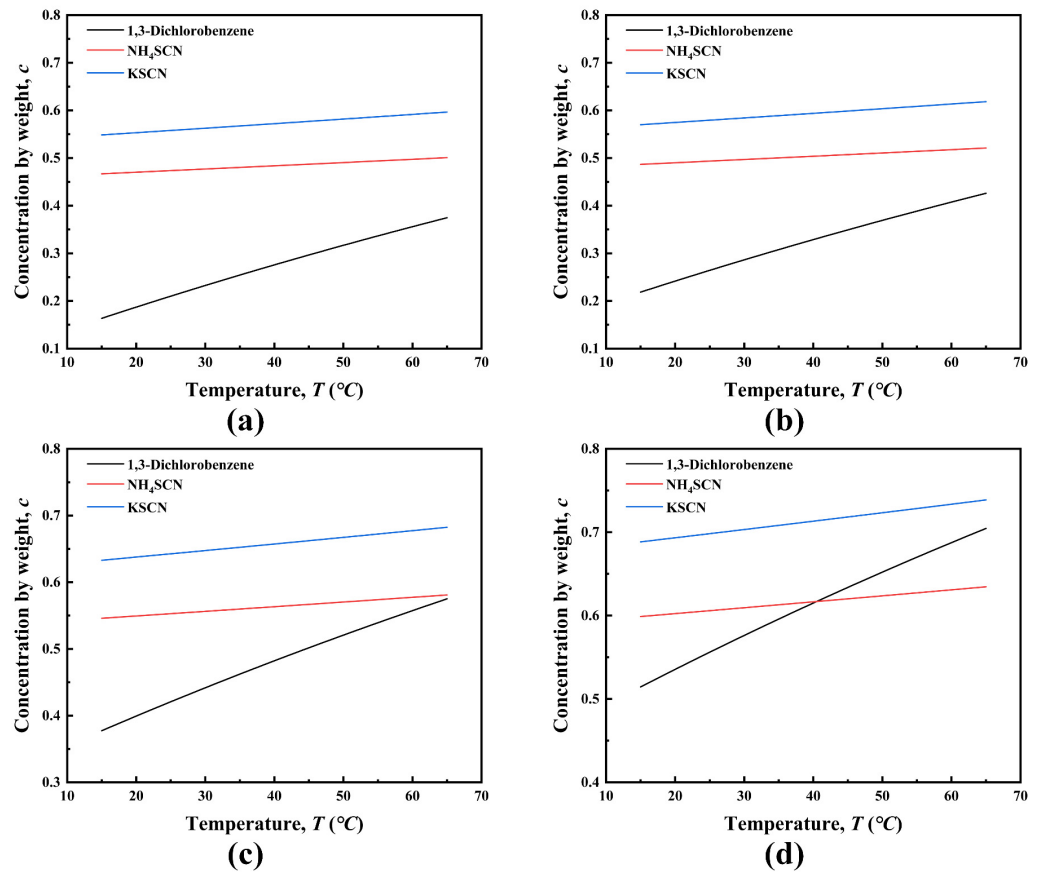 1,3-Dichlorobenzene
NH₄SCN
KSCN
Concentration by weight, c
0.8
0.7
0.6
0.5
0.4
0.3
0.2
0.1
10 20 30 40 50 60 70
Temperature, T (°C)
(a)
1,3-Dichlorobenzene
NH₄SCN
KSCN
Concentration by weight, c
0.8
0.7
0.6
0.5
0.4
0.3
0.2
0.1
10 20 30 40 50 60 70
Temperature, T (°C)
(b)
1,3-Dichlorobenzene
NH₄SCN
KSCN
Concentration by weight, c
0.8
0.7
0.6
0.5
0.4
0.3
10 20 30 40 50 60 70
Temperature, T (°C)
(c)
1,3-Dichlorobenzene
NH₄SCN
KSCN
Concentration by weight, c
0.8
0.7
0.6
0.5
0.4
10 20 30 40 50 60 70
Temperature, T (°C)
(d)